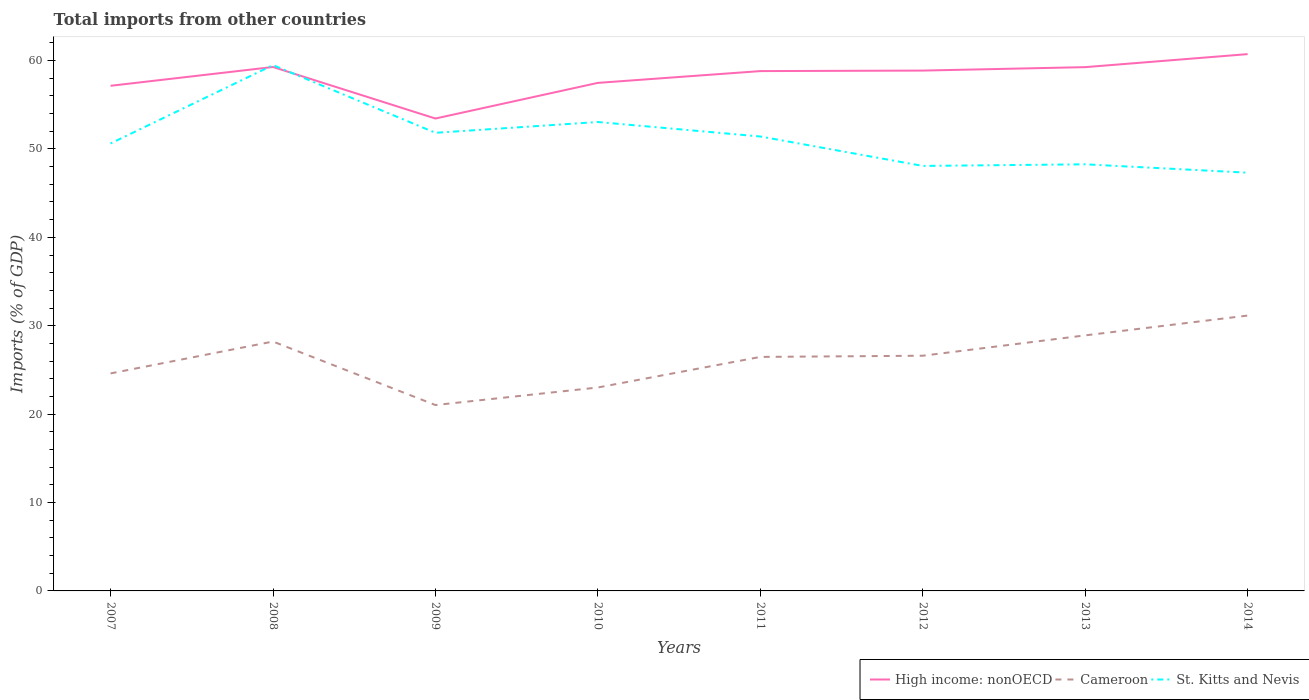 Total imports from other countries
Imports (% of GDP)
60
50
40
30
20
10
0
2007
2008
2009
2010
2011
2012
2013
2014
Years
High income: nonOECD
Cameroon
St. Kitts and Nevis